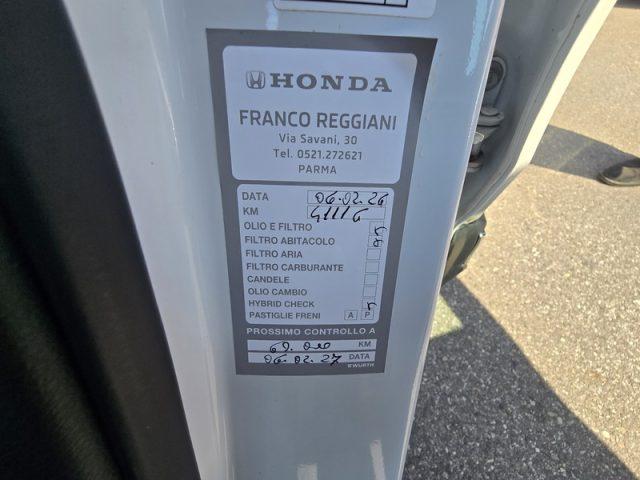 HONDA
FRANCO REGGIANI
Via Savani, 30
Tel. 0521.272621
PARMA
DATA 06.02.26
KM
OLIO E FILTRO
FILTRO ABITACOLO
FILTRO ARIA
FILTRO CARBURANTE
CANDELE
OLIO CAMBIO
HYBRID CHECK
PASTIGLIE FRENI A P
PROSSIMO CONTROLLO A
KM
06.02.27 DATA
WÜRTH